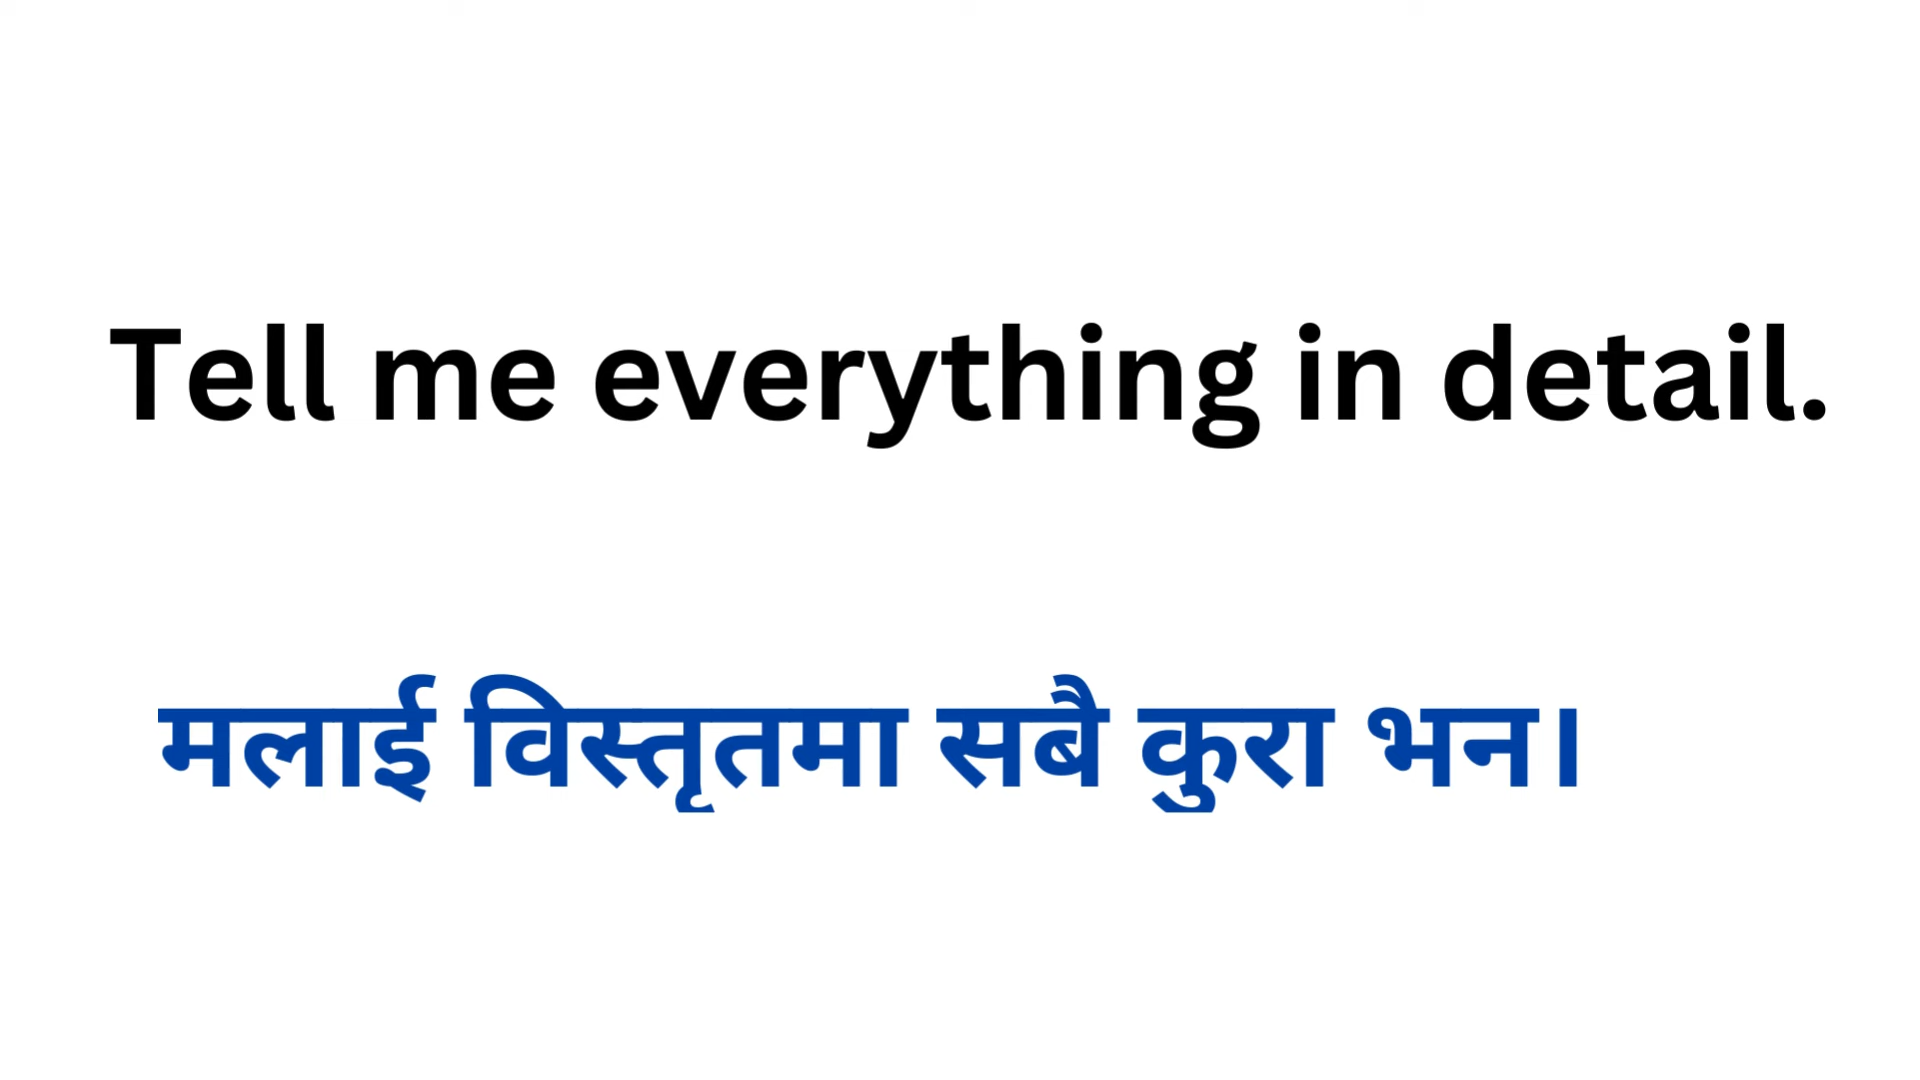 Tell me everything in detail.
मलाई विस्तृतमा सबै कुरा भन।